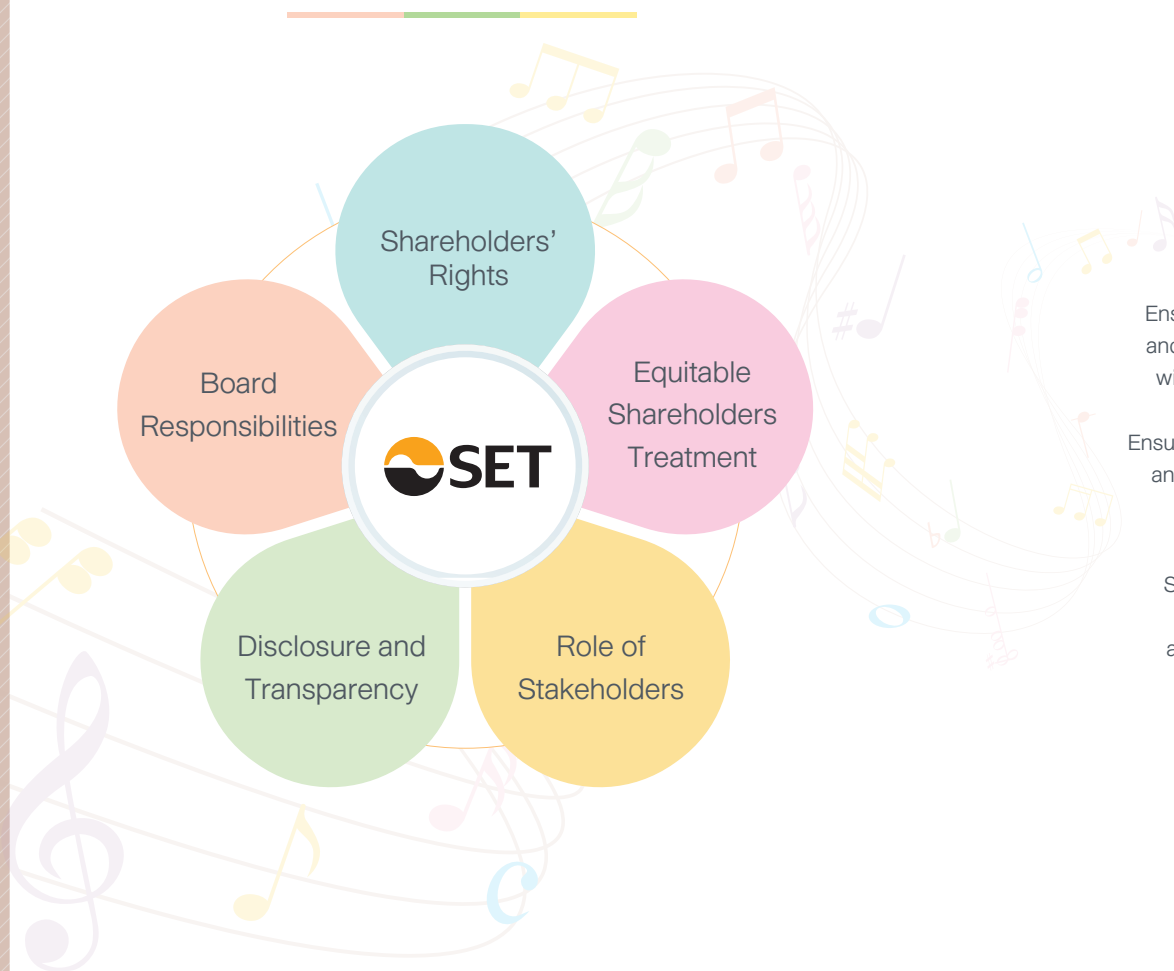 Shareholders’
Rights
Equitable
Shareholders
Treatment
Role of
Stakeholders
Disclosure and
Transparency
Board
Responsibilities
SET